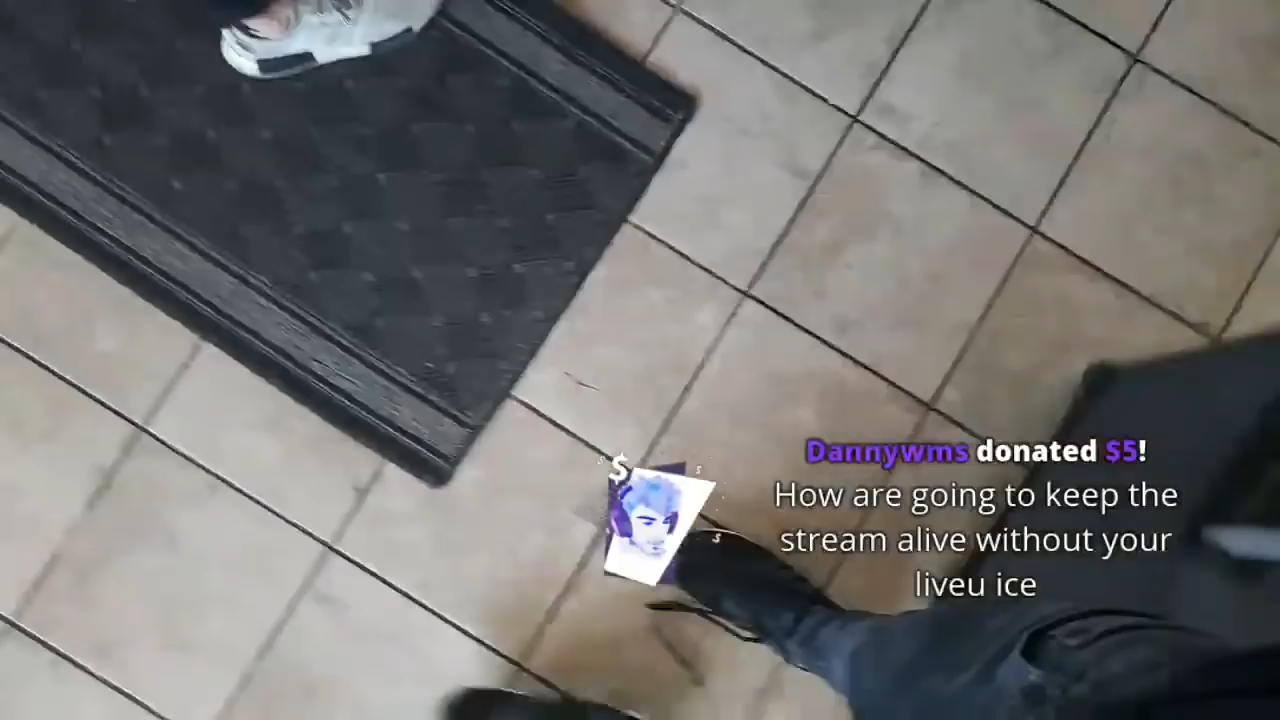 Dannywms donated $5!
How are going to keep the
stream alive without your
liveu ice